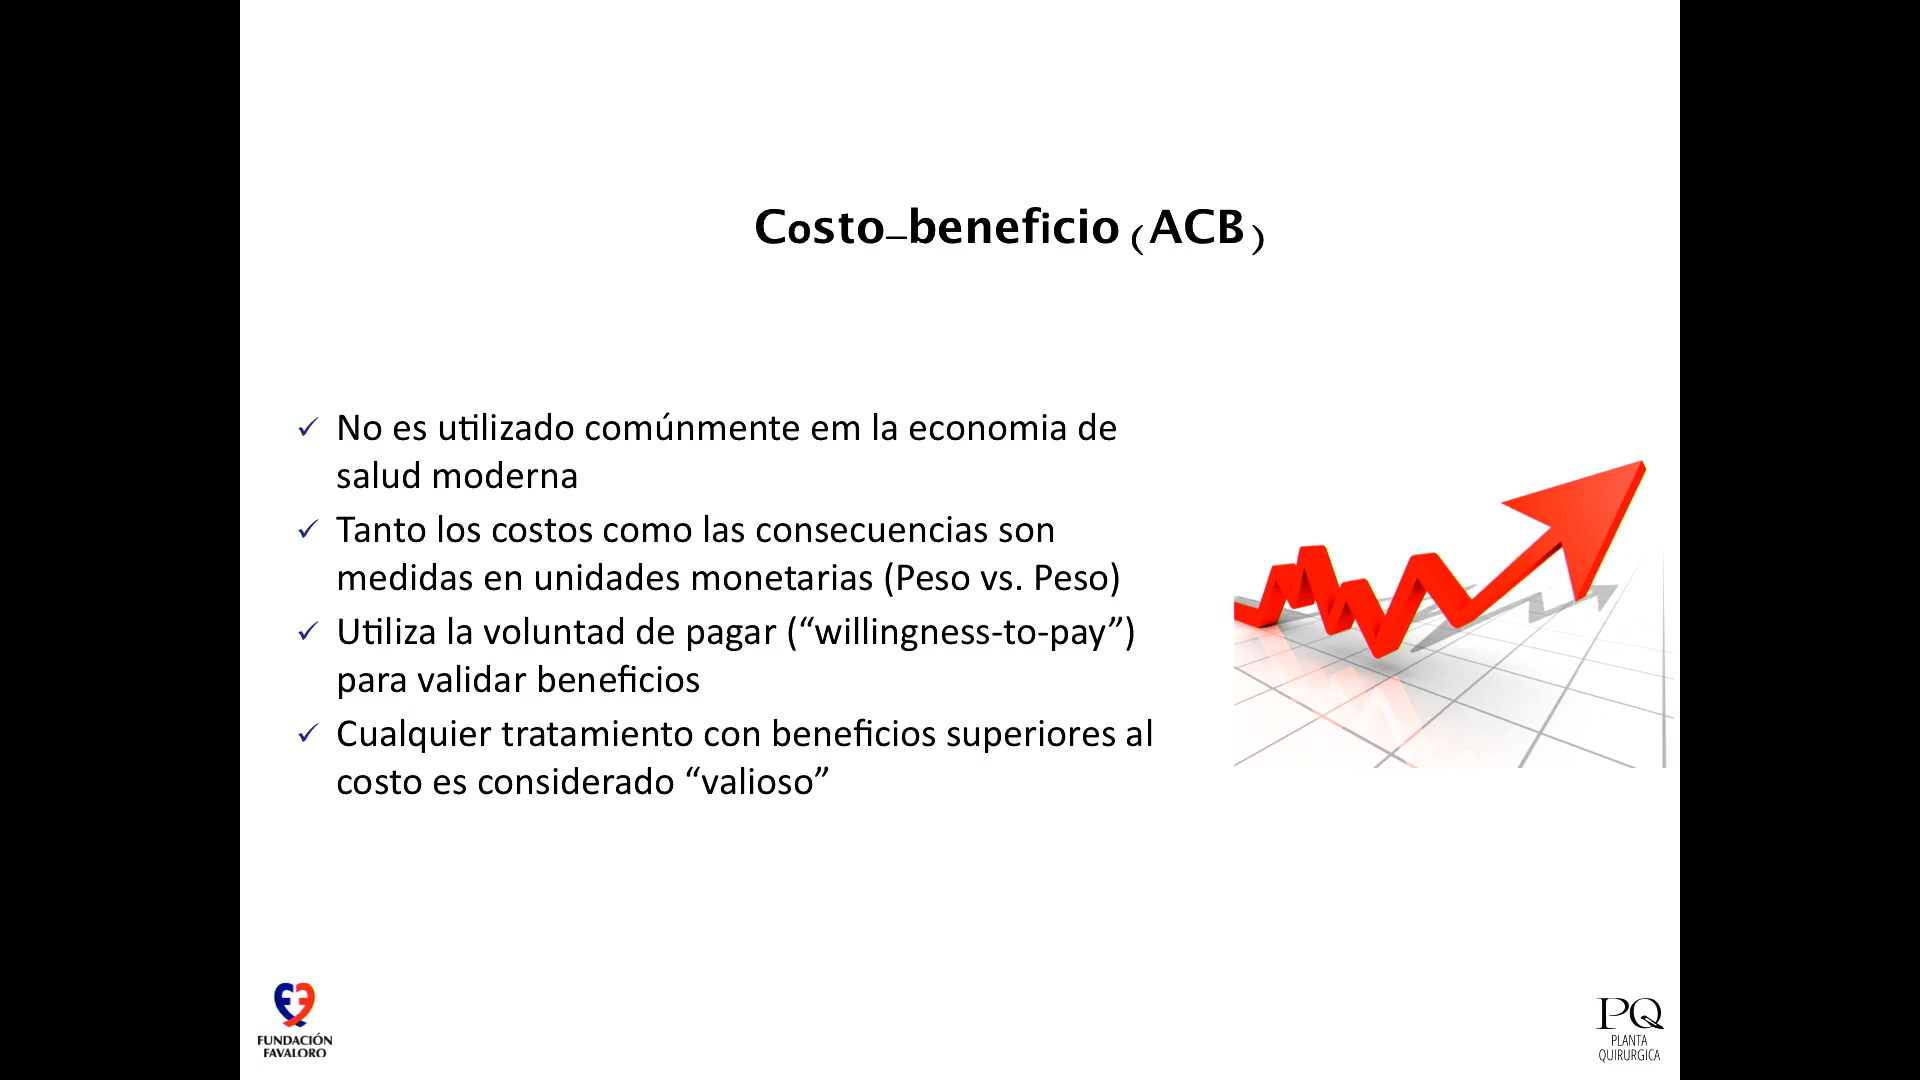 Costo-beneficio (ACB)
✓ No es utilizado comúnmente em la economia de
salud moderna
✓ Tanto los costos como las consecuencias son
medidas en unidades monetarias (Peso vs. Peso)
✓ Utiliza la voluntad de pagar (“willingness-to-pay”)
para validar beneficios
✓ Cualquier tratamiento con beneficios superiores al
costo es considerado “valioso”
FUNDACIÓN
FAVALORO
PQ
PLANTA
QUIRURGICA